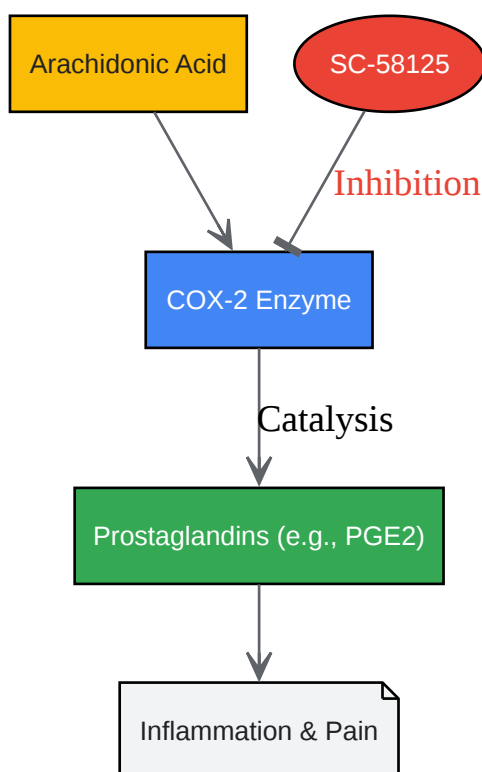 Arachidonic Acid
SC-58125
Inhibition
COX-2 Enzyme
Catalysis
Prostaglandins (e.g., PGE2)
Inflammation & Pain